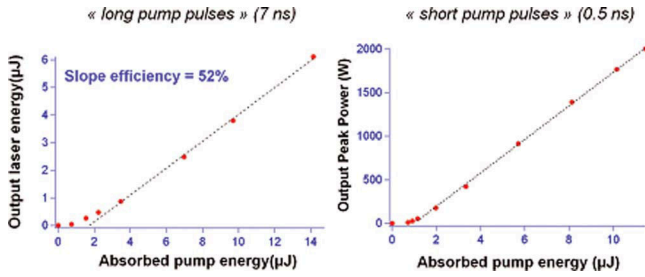 « long pump pulses » (7 ns)
Slope efficiency = 52%
Output laser energy(µJ)
6
5
4
3
2
1
0
0 2 4 6 8 10 12 14
Absorbed pump energy(µJ)
« short pump pulses » (0.5 ns)
Output Peak Power (W)
2000
1500
1000
500
0
0 2 4 6 8 10
Absorbed pump energy (µJ)